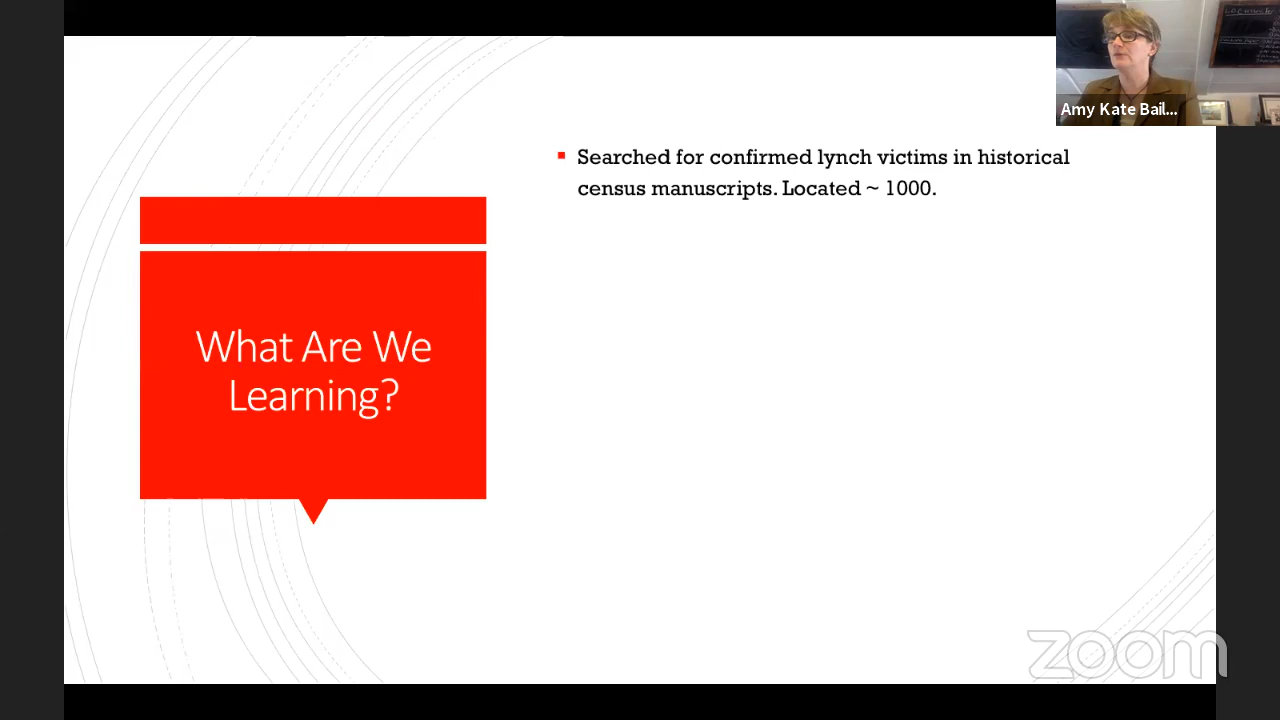 Amy Kate Bail...
Searched for confirmed lynch victims in historical
census manuscripts. Located ~ 1000.
What Are We
Learning?
zoom